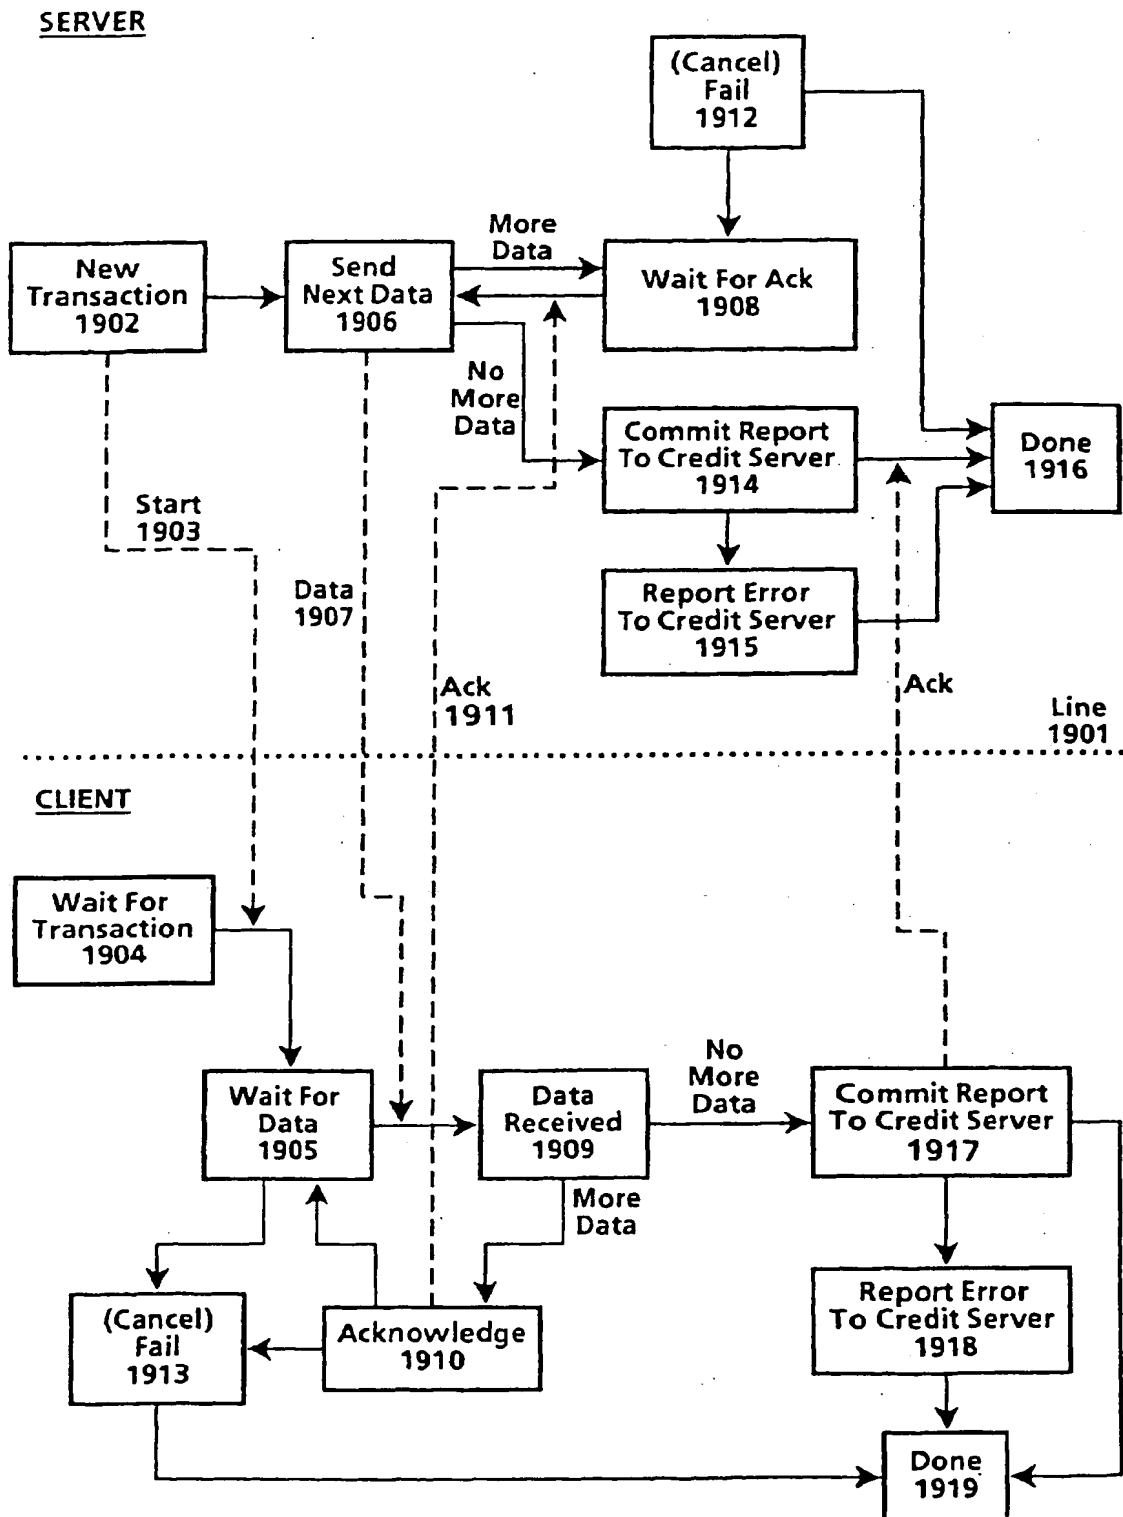 SERVER
(Cancel)
Fail
1912
More
Data
New
Transaction
1902
Send
Next Data
1906
Wait For Ack
1908
No
More
Data
Commit Report
To Credit Server
1914
Done
1916
Start
1903
Data
1907
Report Error
To Credit Server
1915
Ack
1911
Ack
Line
1901
CLIENT
Wait For
Transaction
1904
Wait For
Data
1905
Data
Received
1909
No
More
Data
Commit Report
To Credit Server
1917
More
Data
(Cancel)
Fail
1913
Acknowledge
1910
Report Error
To Credit Server
1918
Done
1919